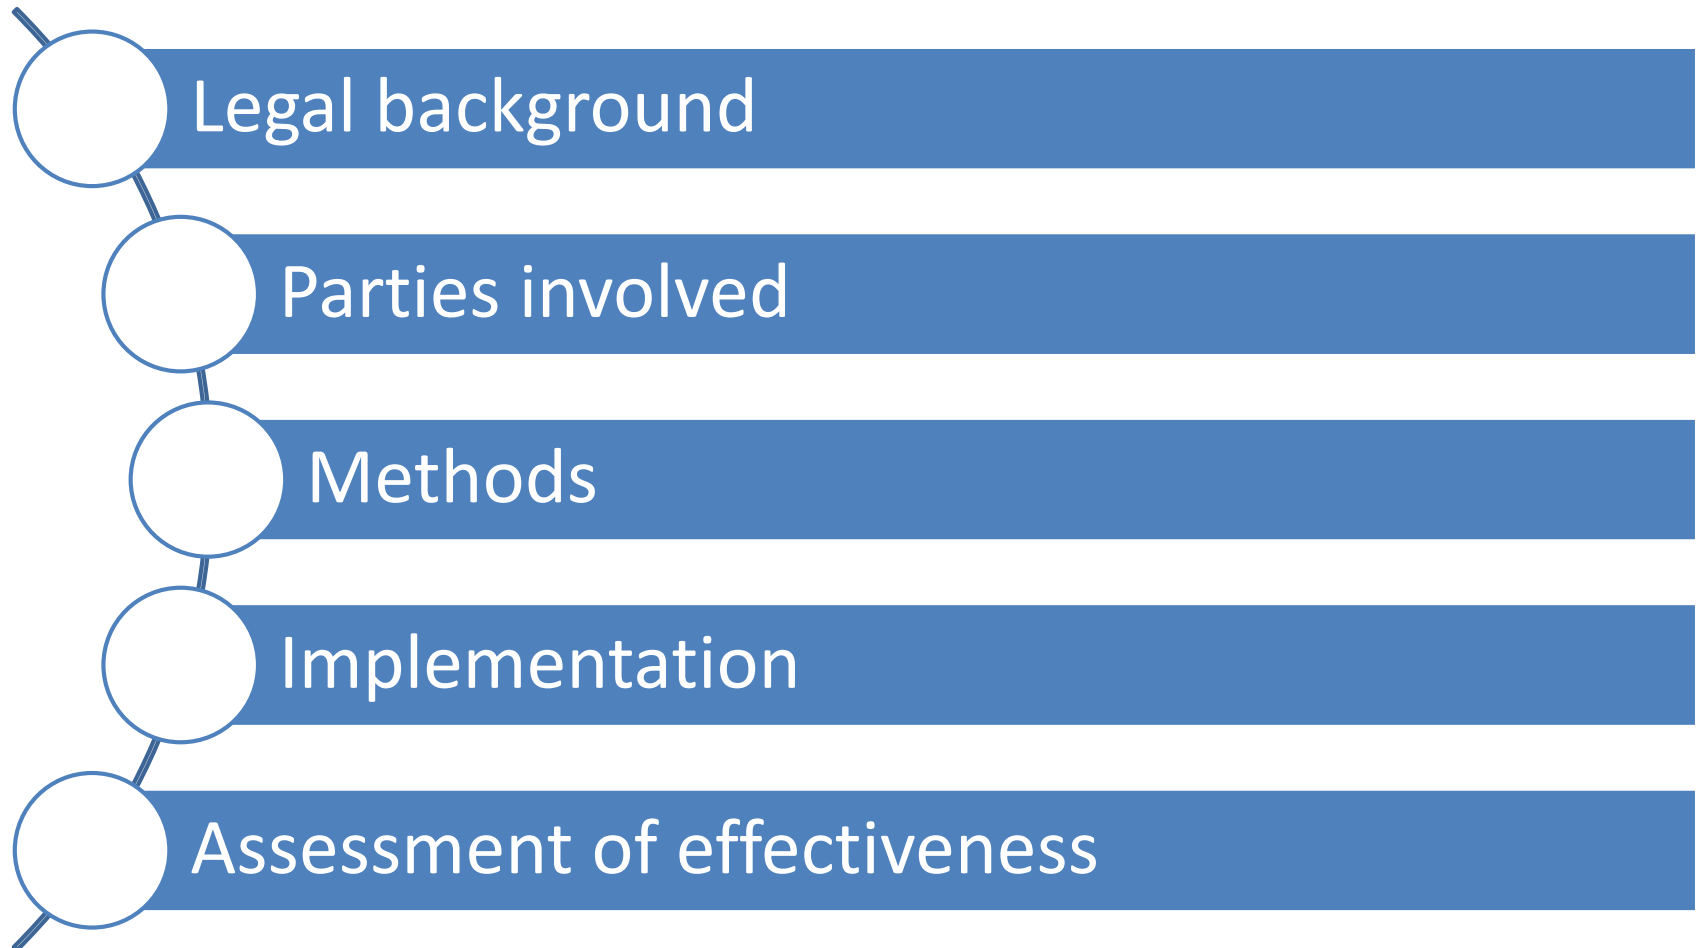 Legal background
Parties involved
Methods
Implementation
Assessment of effectiveness